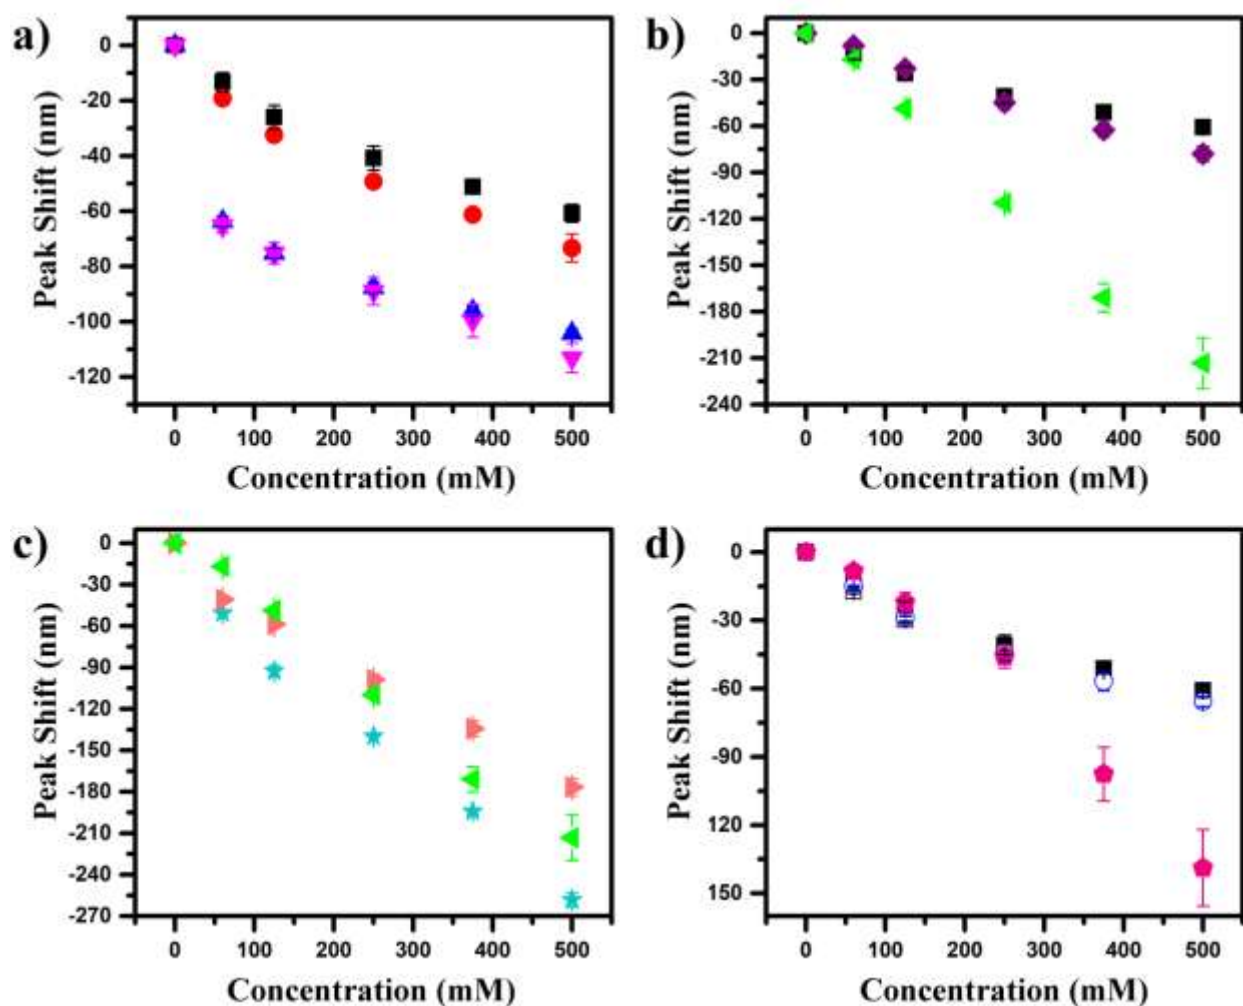 a)
Peak Shift (nm)
0
-20
-40
-60
-80
-100
-120
0 100 200 300 400 500
Concentration (mM)
b)
Peak Shift (nm)
0
-30
-60
-90
-120
-150
-180
-210
-240
0 100 200 300 400 500
Concentration (mM)
c)
Peak Shift (nm)
0
-30
-60
-90
-120
-150
-180
-210
-240
-270
0 100 200 300 400 500
Concentration (mM)
d)
Peak Shift (nm)
0
-30
-60
-90
120
150
0 100 200 300 400 500
Concentration (mM)